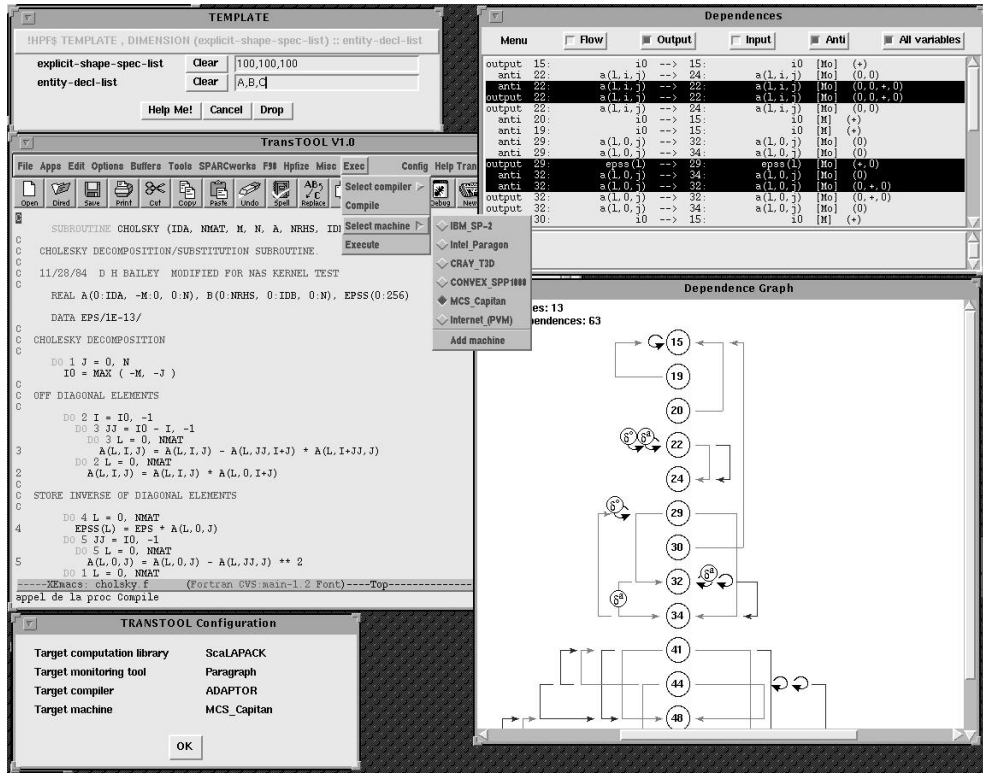 TEMPLATE
!HPF$ TEMPLATE , DIMENSION (explicit-shape-spec-list) :: entity-decl-list
explicit-shape-spec-list Clear 100,100,100
entity-decl-list Clear A,B,C
Help Me! Cancel Drop
TransTOOL V1.0
File Apps Edit Options Buffers Tools SPARCworks F90 Hpfize Misc Exec Config Help Tran
Open Dired Save Print Cut Copy Paste Undo Spell Replace Debug New
Select compiler
Compile
Select machine
Execute
IBM_SP-2
Intel_Paragon
CRAY_T3D
CONVEX_SPP1000
MCS_Capitan
Internet_(PVM)
Add machine
SUBROUTINE CHOLSKY (IDA, NMAT, M, N, A, NRHS, ID
C
C CHOLESKY DECOMPOSITION/SUBSTITUTION SUBROUTINE.
C
C 11/28/84 D H BAILEY MODIFIED FOR NAS KERNEL TEST
C
REAL A(0:IDA, -M:0, 0:N), B(0:NRHS, 0:IDB, 0:N), EPSS(0:256)
DATA EPS/1E-13/
C
C CHOLESKY DECOMPOSITION
C
DO 1 J = 0, N
I0 = MAX ( -M, -J )
C
C OFF DIAGONAL ELEMENTS
C
DO 2 I = I0, -1
DO 3 JJ = I0 - I, -1
DO 3 L = 0, NMAT
3 A(L,I,J) = A(L,I,J) - A(L,JJ,I+J) * A(L,I+JJ,J)
DO 2 L = 0, NMAT
2 A(L,I,J) = A(L,I,J) * A(L,0,I+J)
C
C STORE INVERSE OF DIAGONAL ELEMENTS
C
DO 4 L = 0, NMAT
4 EPSS(L) = EPS * A(L,0,J)
DO 5 JJ = I0, -1
DO 5 L = 0, NMAT
5 A(L,0,J) = A(L,0,J) - A(L,JJ,J) ** 2
DO 1 L = 0, NMAT
-----XEmacs: cholsky.f (Fortran CVS:main-1.2 Font)----Top----------
appel de la proc Compile
TRANSTOOL Configuration
Target computation library ScaLAPACK
Target monitoring tool Paragraph
Target compiler ADAPTOR
Target machine MCS_Capitan
OK
Dependences
Menu Flow Output Input Anti All variables
output 15: i0 --> 15: i0 [Mo] (+)
anti 22: a(l,i,j) --> 24: a(l,i,j) [Mo] (0,0)
anti 22: a(l,i,j) --> 22: a(l,i,j) [Mo] (0,0,+,0)
output 22: a(l,i,j) --> 22: a(l,i,j) [Mo] (0,0,+,0)
output 22: a(l,i,j) --> 24: a(l,i,j) [Mo] (0,0)
anti 20: i0 --> 15: i0 [M] (+)
anti 19: i0 --> 15: i0 [M] (+)
anti 29: a(l,0,j) --> 32: a(l,0,j) [Mo] (0)
anti 29: a(l,0,j) --> 34: a(l,0,j) [Mo] (0)
output 29: epss(l) --> 29: epss(l) [Mo] (+,0)
anti 32: a(l,0,j) --> 34: a(l,0,j) [Mo] (0)
anti 32: a(l,0,j) --> 32: a(l,0,j) [Mo] (0,+,0)
output 32: a(l,0,j) --> 32: a(l,0,j) [Mo] (0,+,0)
output 32: a(l,0,j) --> 34: a(l,0,j) [Mo] (0)
30: i0 --> 15: i0 [M] (+)
Dependence Graph
es: 13
pendences: 63
15
19
20
δº δª 22
24
δº 29
30
32 δª
δª 34
41
44
48